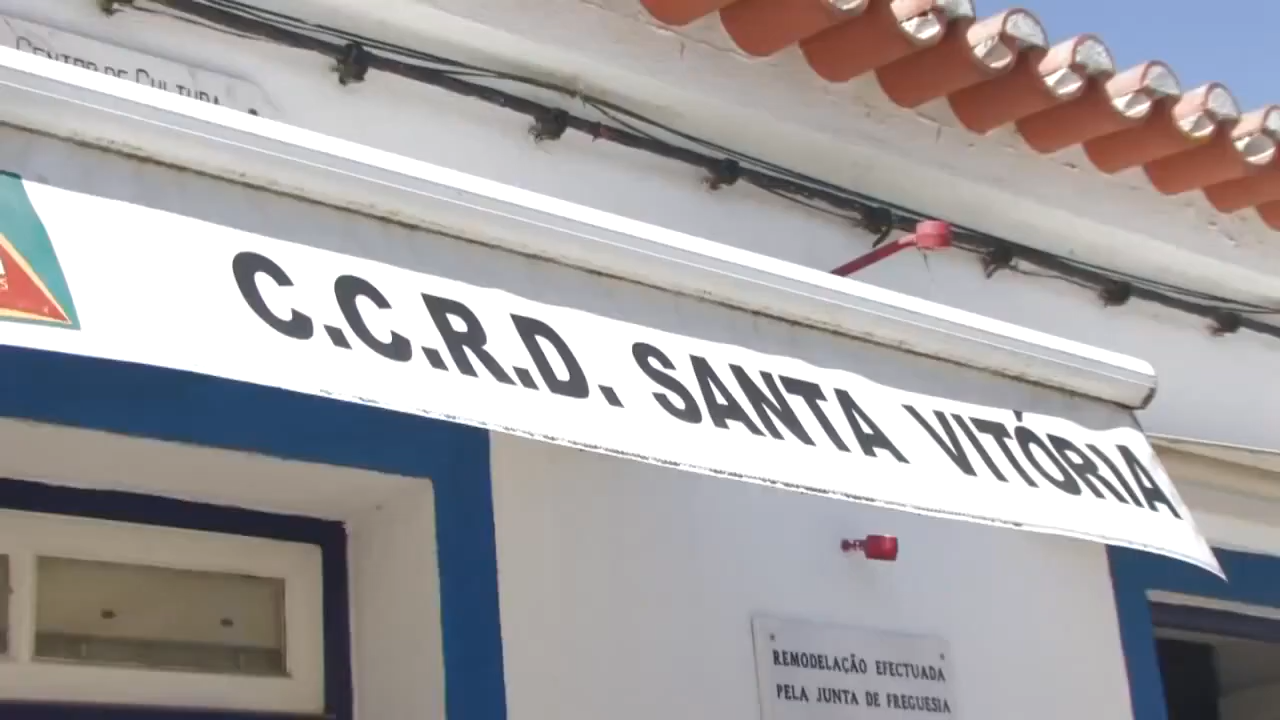 CENTRO DE CULTURA
C.C.R.D. SANTA VITÓRIA
REMODELAÇÃO EFECTUADA
PELA JUNTA DE FREGUESIA